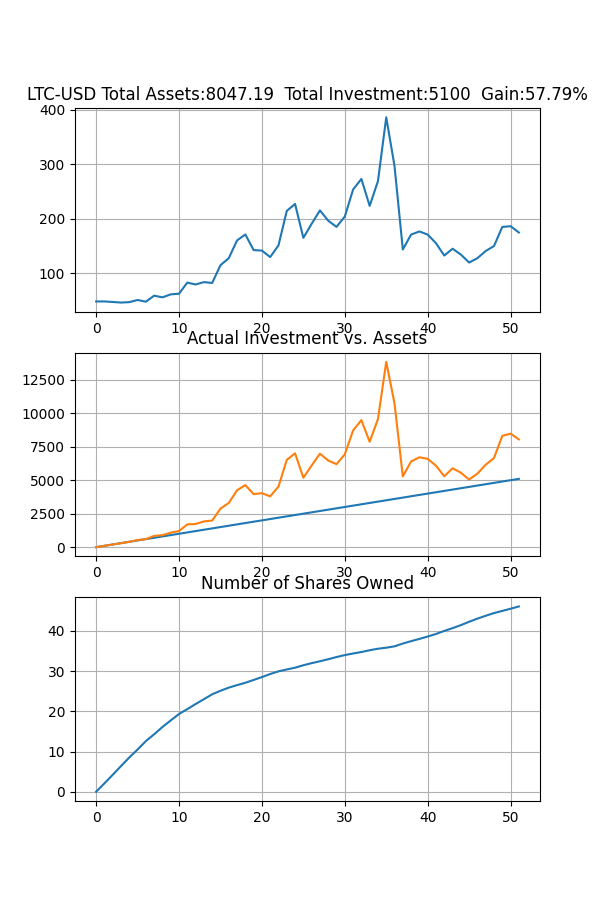 LTC-USD Total Assets:8047.19  Total Investment:5100  Gain:57.79%
400
300
200
100
0 10 20 30 40 50
Actual Investment vs. Assets
12500
10000
7500
5000
2500
0
0 10 20 30 40 50
Number of Shares Owned
40
30
20
10
0
0 10 20 30 40 50